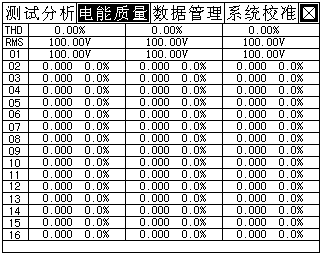 测试分析 电能质量 数据管理 系统校准
THD 0.00% 0.00% 0.00%
RMS 100.00V 100.00V 100.00V
01 100.00V 100.00V 100.00V
02 0.000 0.0% 0.000 0.0% 0.000 0.0%
03 0.000 0.0% 0.000 0.0% 0.000 0.0%
04 0.000 0.0% 0.000 0.0% 0.000 0.0%
05 0.000 0.0% 0.000 0.0% 0.000 0.0%
06 0.000 0.0% 0.000 0.0% 0.000 0.0%
07 0.000 0.0% 0.000 0.0% 0.000 0.0%
08 0.000 0.0% 0.000 0.0% 0.000 0.0%
09 0.000 0.0% 0.000 0.0% 0.000 0.0%
10 0.000 0.0% 0.000 0.0% 0.000 0.0%
11 0.000 0.0% 0.000 0.0% 0.000 0.0%
12 0.000 0.0% 0.000 0.0% 0.000 0.0%
13 0.000 0.0% 0.000 0.0% 0.000 0.0%
14 0.000 0.0% 0.000 0.0% 0.000 0.0%
15 0.000 0.0% 0.000 0.0% 0.000 0.0%
16 0.000 0.0% 0.000 0.0% 0.000 0.0%